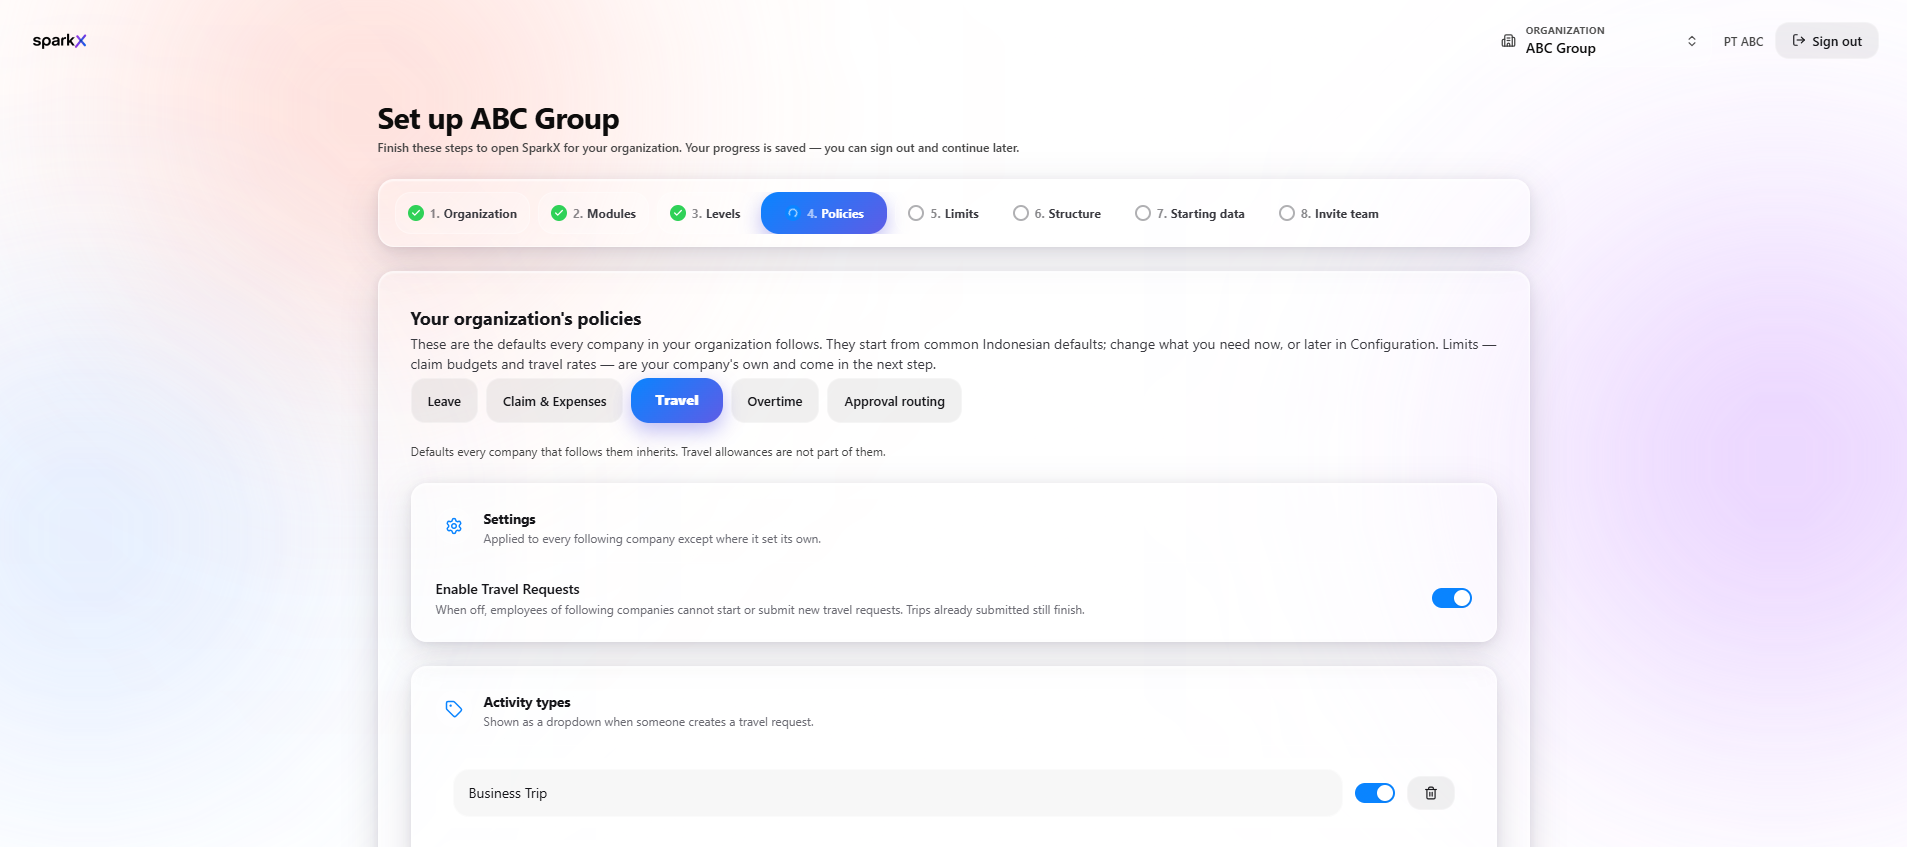 sparkX
ORGANIZATION
ABC Group
PT ABC
Sign out
Set up ABC Group
Finish these steps to open SparkX for your organization. Your progress is saved — you can sign out and continue later.
1. Organization
2. Modules
3. Levels
4. Policies
5. Limits
6. Structure
7. Starting data
8. Invite team
Your organization's policies
These are the defaults every company in your organization follows. They start from common Indonesian defaults; change what you need now, or later in Configuration. Limits —
claim budgets and travel rates — are your company's own and come in the next step.
Leave
Claim & Expenses
Travel
Overtime
Approval routing
Defaults every company that follows them inherits. Travel allowances are not part of them.
Settings
Applied to every following company except where it set its own.
Enable Travel Requests
When off, employees of following companies cannot start or submit new travel requests. Trips already submitted still finish.
Activity types
Shown as a dropdown when someone creates a travel request.
Business Trip